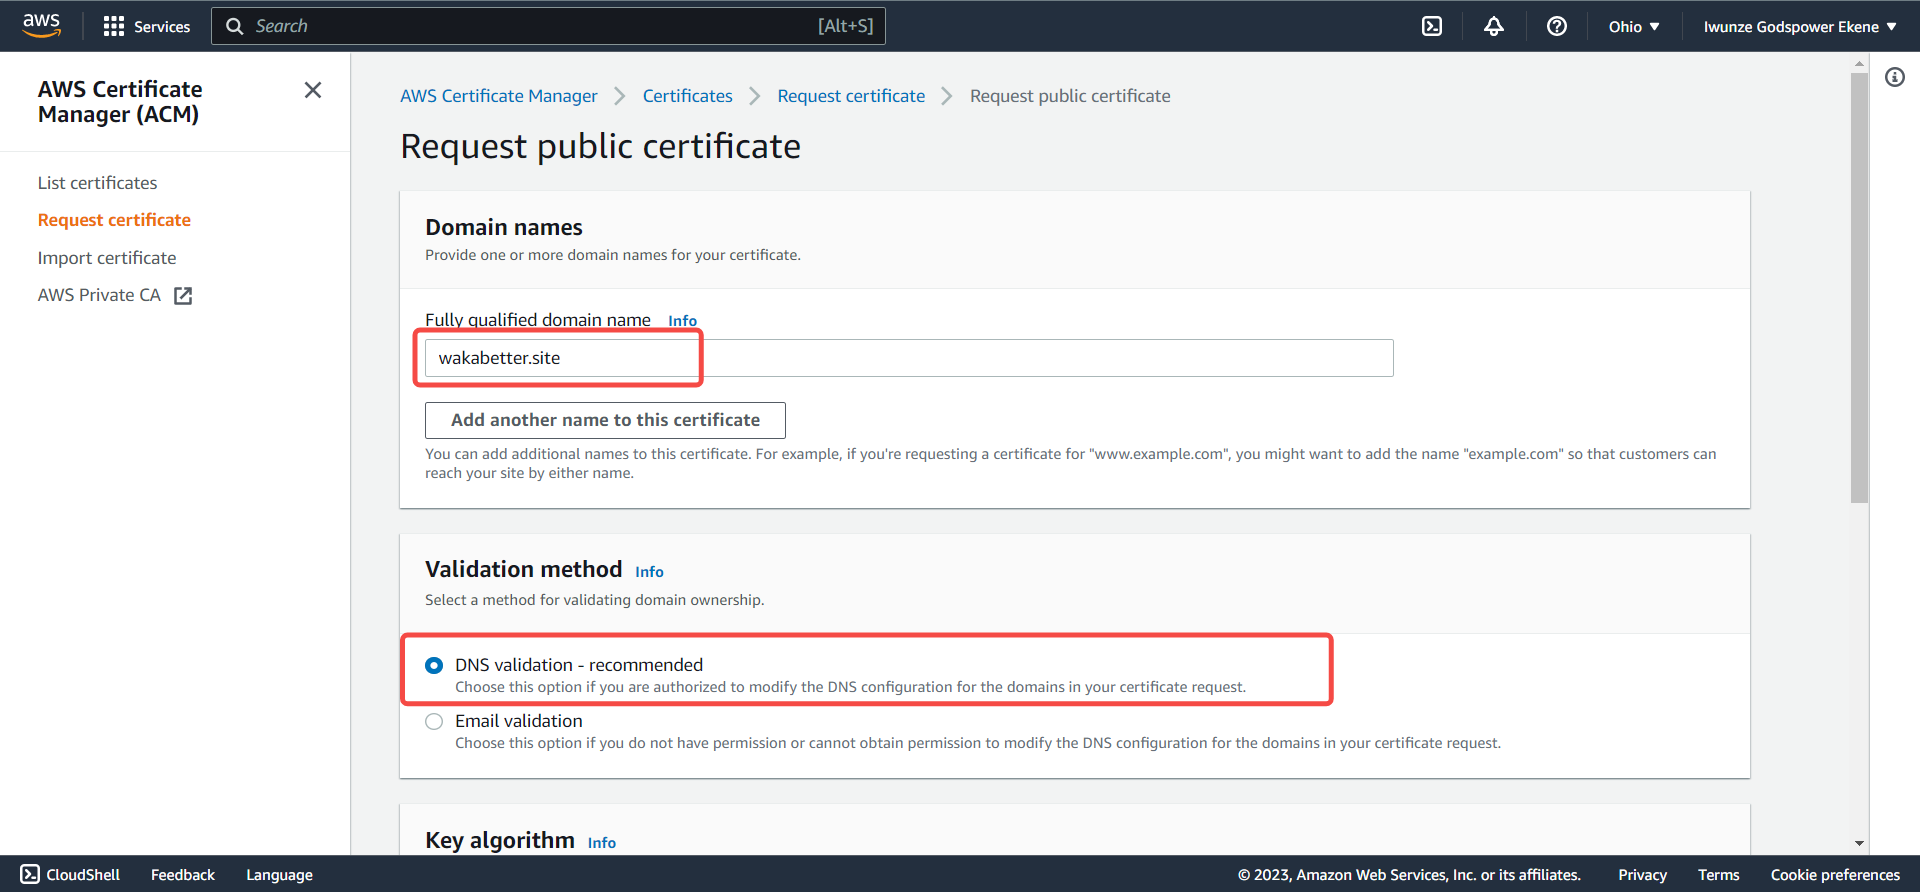 aws
Services
Search
[Alt+S]
Ohio
Iwunze Godspower Ekene
AWS Certificate
Manager (ACM)
List certificates
Request certificate
Import certificate
AWS Private CA
AWS Certificate Manager
Certificates
Request certificate
Request public certificate
Request public certificate
Domain names
Provide one or more domain names for your certificate.
Fully qualified domain name Info
wakabetter.site
Add another name to this certificate
You can add additional names to this certificate. For example, if you're requesting a certificate for "www.example.com", you might want to add the name "example.com" so that customers can
reach your site by either name.
Validation method Info
Select a method for validating domain ownership.
DNS validation - recommended
Choose this option if you are authorized to modify the DNS configuration for the domains in your certificate request.
Email validation
Choose this option if you do not have permission or cannot obtain permission to modify the DNS configuration for the domains in your certificate request.
Key algorithm Info
CloudShell
Feedback
Language
© 2023, Amazon Web Services, Inc. or its affiliates.
Privacy
Terms
Cookie preferences